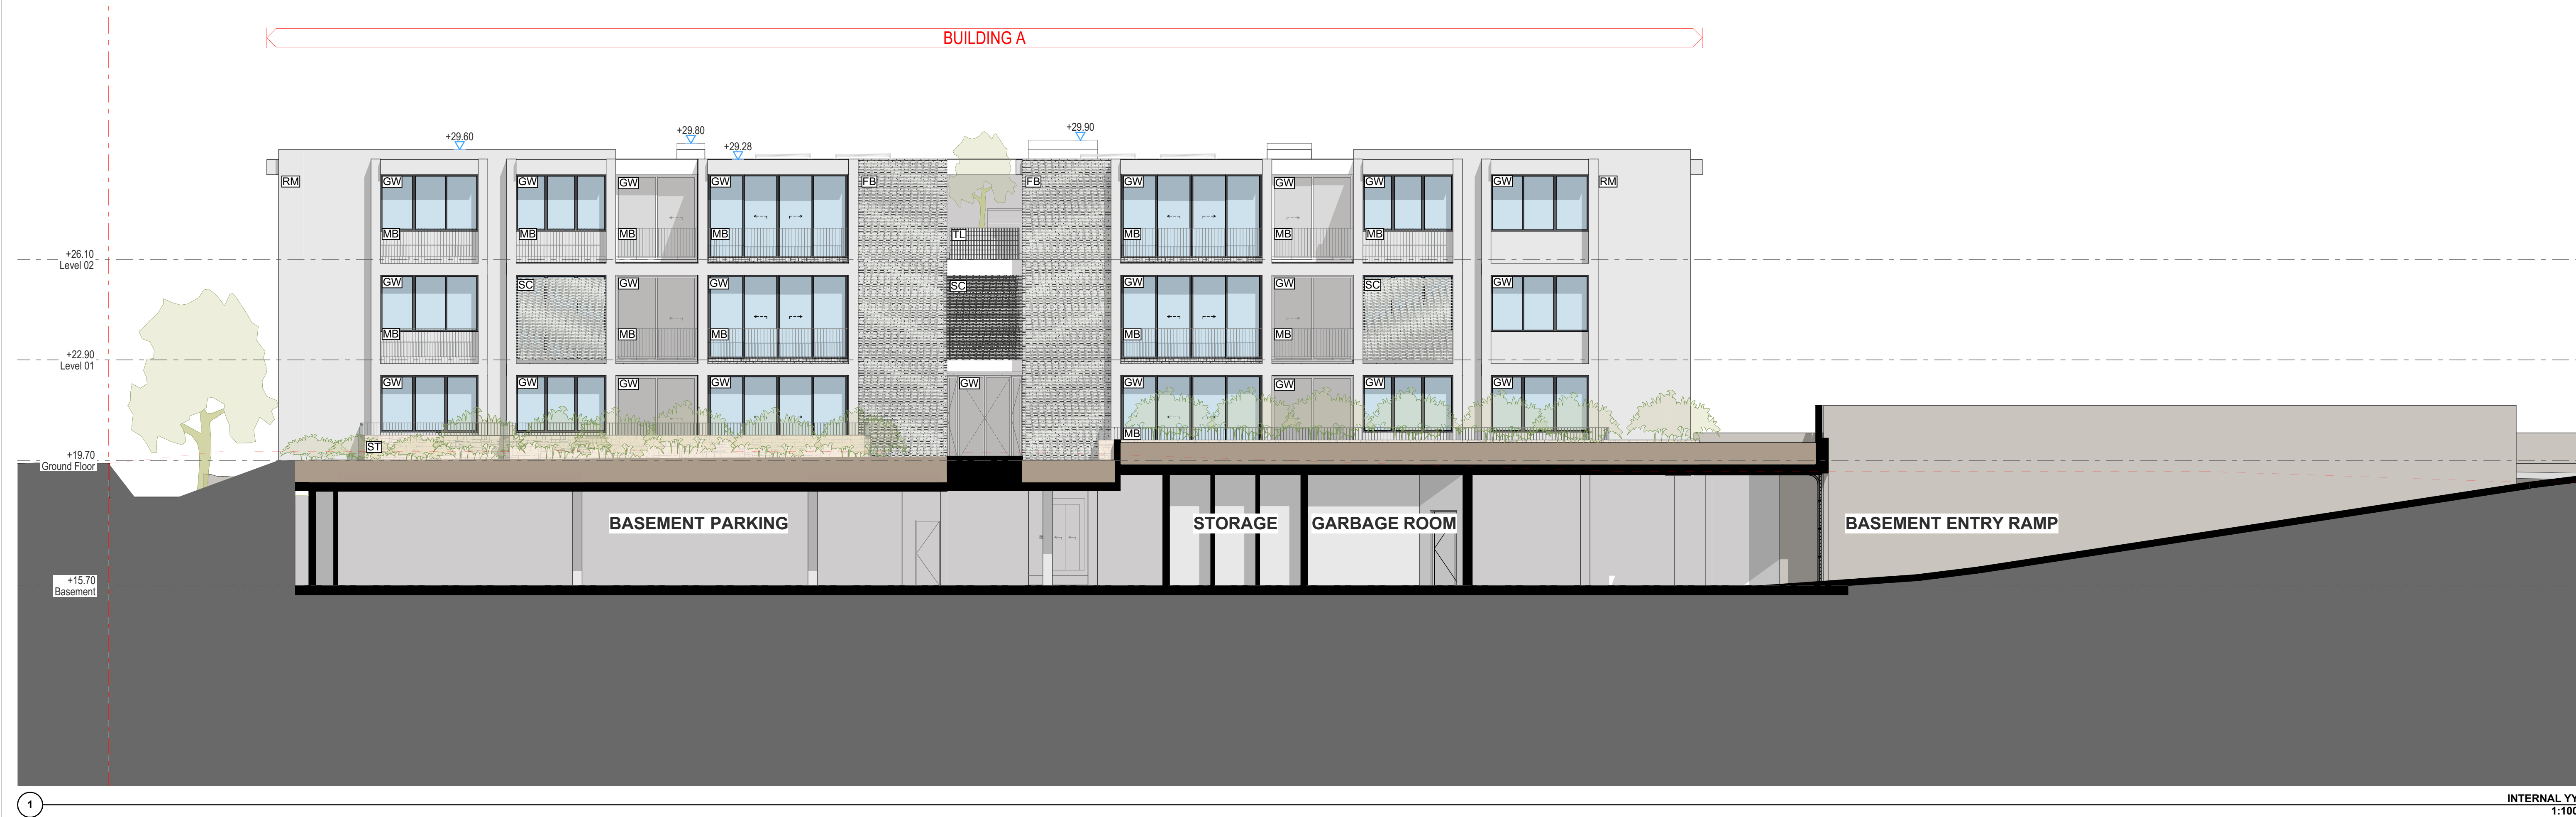 BUILDING A
+29.60
+29.80
+29.28
+29.90
RM GW GW GW GW FB FB GW GW GW GW RM
MB MB MB MB TL MB MB MB
+26.10
Level 02
GW SC GW GW SC GW GW SC GW
MB MB MB MB MB
+22.90
Level 01
GW GW GW GW GW GW GW GW GW
MB
ST
+19.70
Ground Floor
BASEMENT PARKING STORAGE GARBAGE ROOM BASEMENT ENTRY RAMP
+15.70
Basement
1
INTERNAL YY
1:100